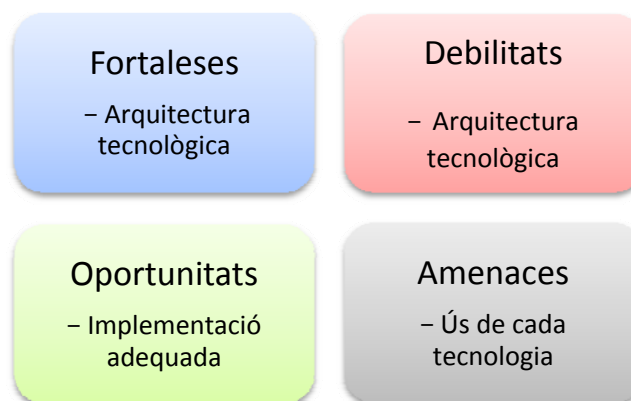 Fortaleses
– Arquitectura
tecnològica
Debilitats
– Arquitectura
tecnològica
Oportunitats
– Implementació
adequada
Amenaces
– Ús de cada
tecnologia